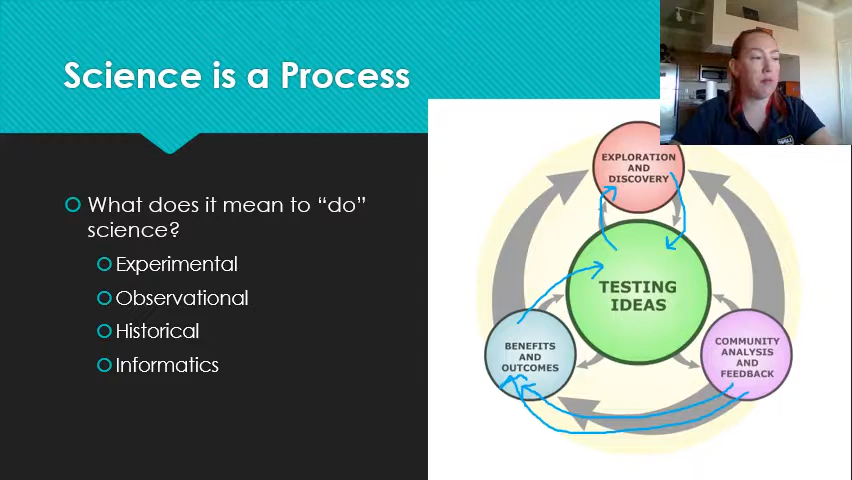 Science is a Process
What does it mean to “do”
science?
Experimental
Observational
Historical
Informatics
EXPLORATION
AND
DISCOVERY
TESTING
IDEAS
BENEFITS
AND
OUTCOMES
COMMUNITY
ANALYSIS
AND
FEEDBACK